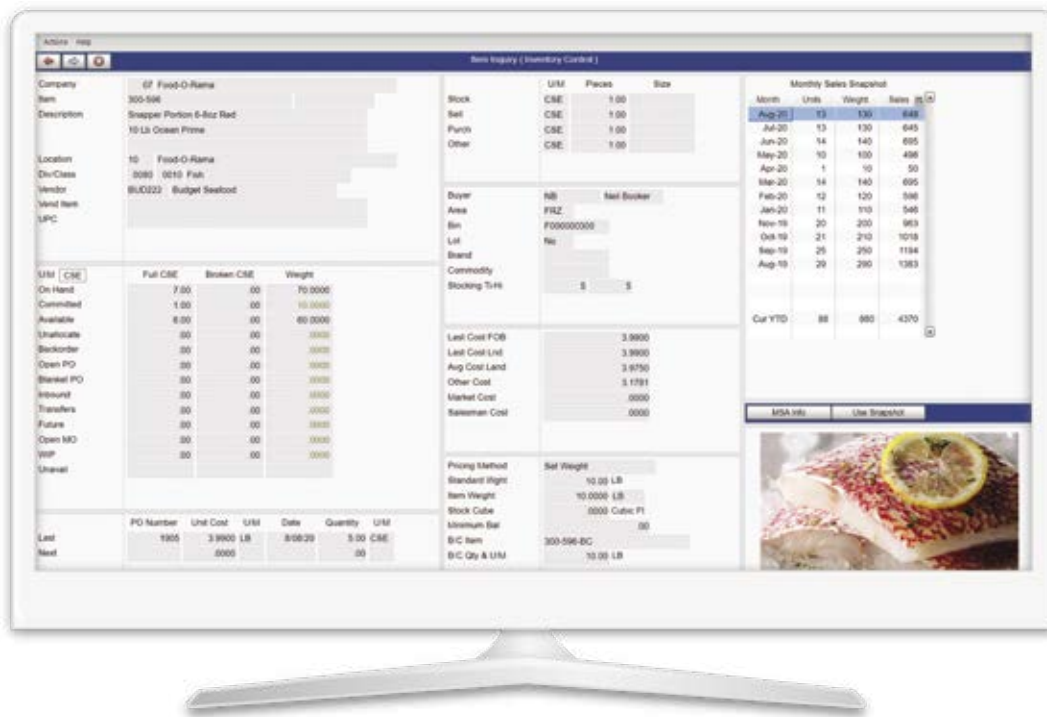 Actions Help
Item Inquiry ( Inventory Control )
Company 07 Food-O-Rama
Item 300-596
Description Snapper Portion 6-8oz Red
10 Lb Ocean Prime
Location 10 Food-O-Rama
Div/Class 0080 0010 Fish
Vendor BUD222 Budget Seafood
Vend Item
UPC
U/M CSE Full CSE Broken CSE Weight
On Hand 7.00 .00 70.0000
Committed 1.00 .00 10.0000
Available 6.00 .00 60.0000
Unallocate .00 .00 .0000
Backorder .00 .00 .0000
Open PO .00 .00 .0000
Blanket PO .00 .00 .0000
Inbound .00 .00 .0000
Transfers .00 .00 .0000
Future .00 .00 .0000
Open MO .00 .00 .0000
WIP .00 .00 .0000
Unavail
PO Number Unit Cost U/M Date Quantity U/M
Last 1905 3.9900 LB 8/08/20 5.00 CSE
Next .0000 .00
U/M Pieces Size
Stock CSE 1.00
Sell CSE 1.00
Purch CSE 1.00
Other CSE 1.00
Buyer NB Neil Booker
Area FRZ
Bin F000000000
Lot No
Brand
Commodity
Stocking Ti-Hi 5 5
Last Cost FOB 3.9900
Last Cost Lnd 3.9900
Avg Cost Land 3.9750
Other Cost 3.1781
Market Cost .0000
Salesman Cost .0000
Pricing Method Set Weight
Standard Wght 10.00 LB
Item Weight 10.0000 LB
Stock Cube .0000 Cubic Ft
Minimum Bal .00
B/C Item 300-596-BC
B/C Qty & U/M 10.00 LB
Monthly Sales Snapshot
Month Units Weight Sales
Aug-20 13 130 648
Jul-20 13 130 645
Jun-20 14 140 695
May-20 10 100 498
Apr-20 1 10 50
Mar-20 14 140 695
Feb-20 12 120 598
Jan-20 11 110 546
Nov-19 20 200 963
Oct-19 21 210 1018
Sep-19 25 250 1194
Aug-19 29 290 1383
Cur YTD 88 880 4370
MSA Info Use Snapshot